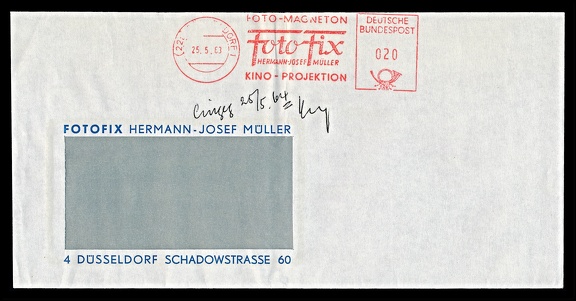 FOTO-MAGNETON
FotoFix
HERMANN-JOSEF MÜLLER
KINO-PROJEKTION
25.5.63
DEUTSCHE
BUNDESPOST
020
FOTOFIX HERMANN-JOSEF MÜLLER
4 DÜSSELDORF SCHADOWSTRASSE 60